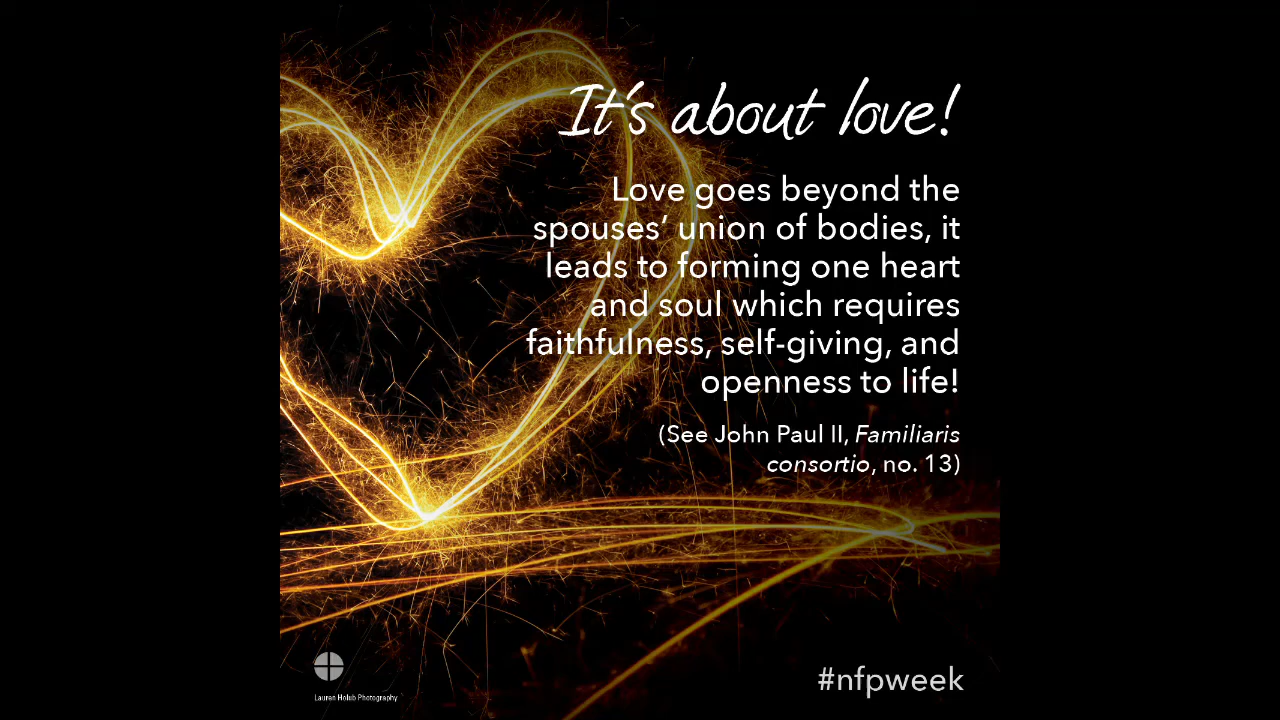 It's about love!
Love goes beyond the
spouses’ union of bodies, it
leads to forming one heart
and soul which requires
faithfulness, self-giving, and
openness to life!
(See John Paul II, Familiaris
consortio, no. 13)
#nfpweek
Lauren Holub Photography